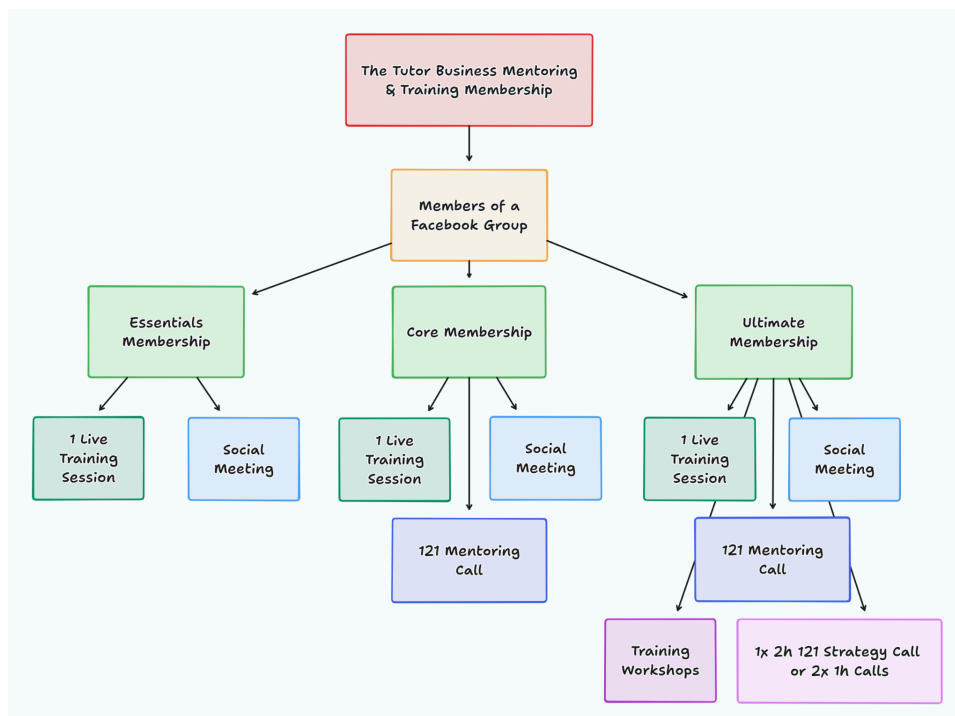 The Tutor Business Mentoring
& Training Membership
Members of a
Facebook Group
Essentials
Membership
Core Membership
Ultimate
Membership
1 Live
Training
Session
Social
Meeting
1 Live
Training
Session
Social
Meeting
1 Live
Training
Session
Social
Meeting
121 Mentoring
Call
121 Mentoring
Call
Training
Workshops
1x 2h 121 Strategy Call
or 2x 1h Calls